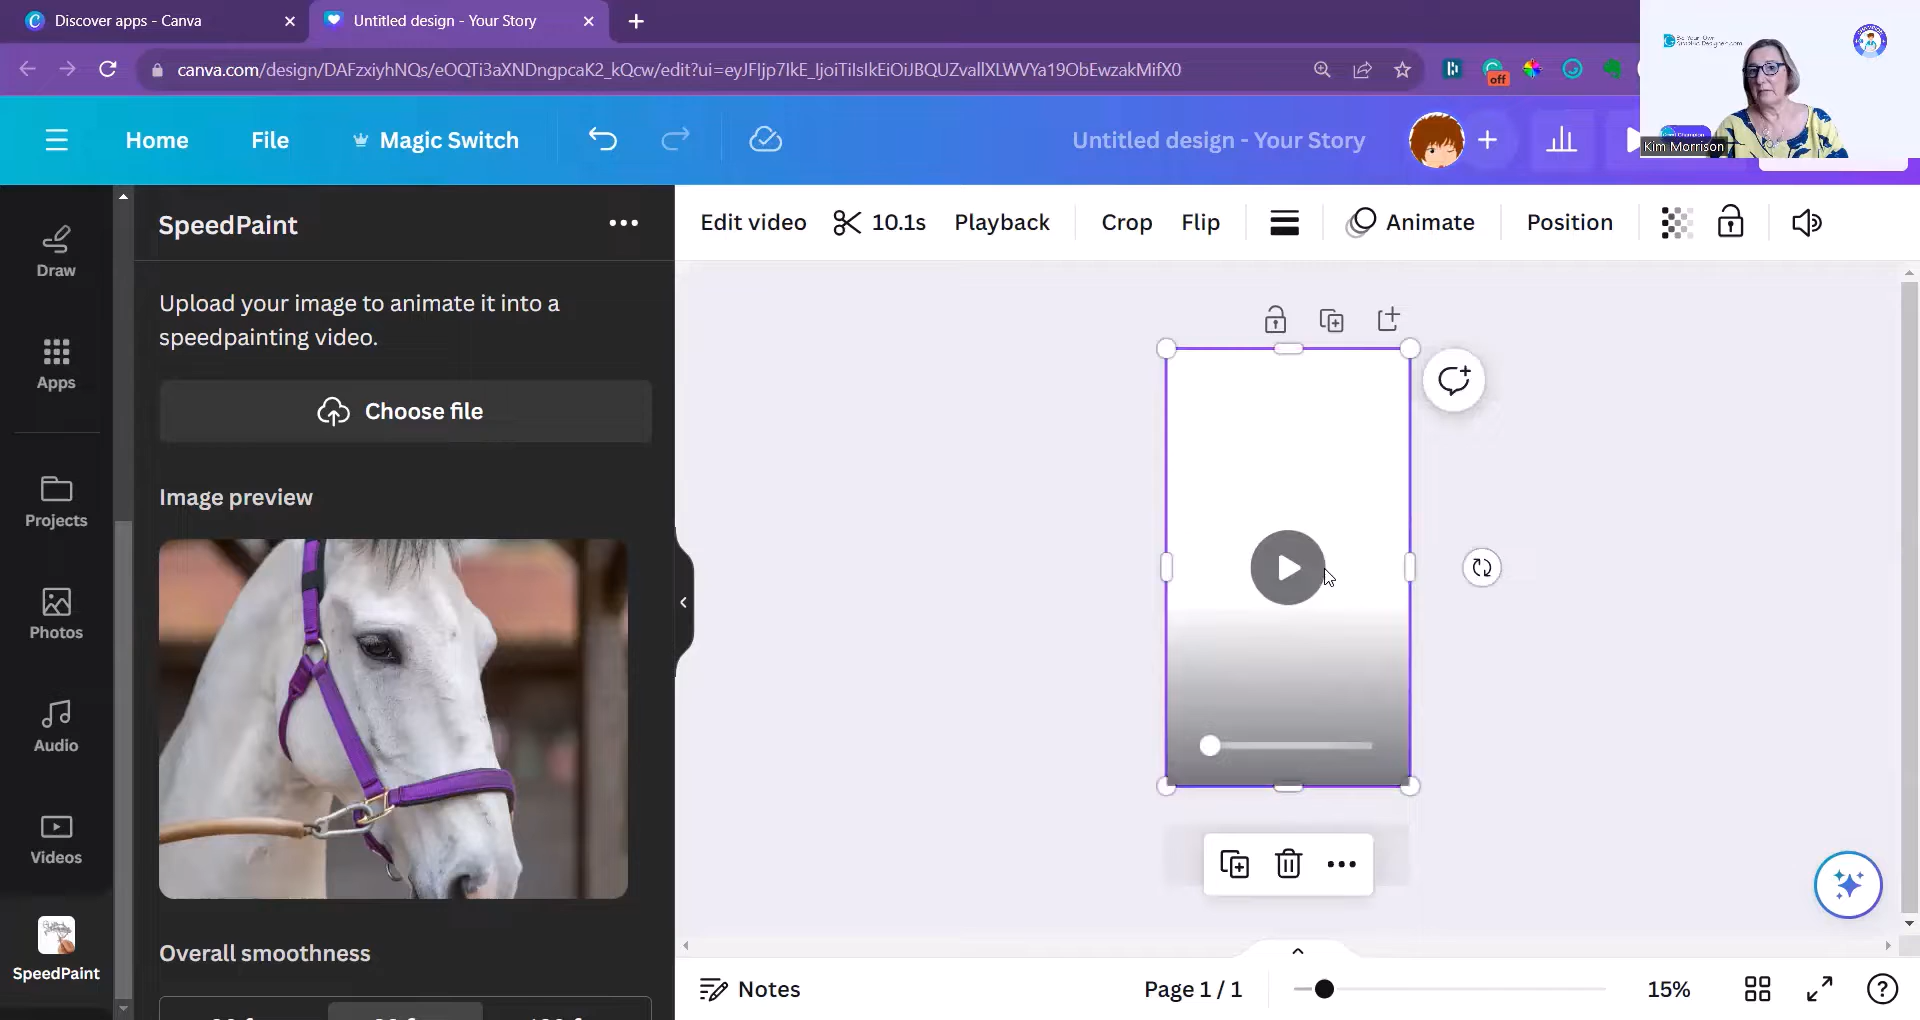 Discover apps - Canva
Untitled design - Your Story
canva.com/design/DAFzxiyhNQs/eOQTi3aXNDngpcaK2_kQcw/edit?ui=eyJFIjp7IkE_IjoiTiIsIkEiOiJBQUZvallXLWVYa19ObEwzakMifX0
off
Home
File
Magic Switch
Untitled design - Your Story
Kim Morrison
Draw
Apps
Projects
Photos
Audio
Videos
SpeedPaint
SpeedPaint
Upload your image to animate it into a
speedpainting video.
Choose file
Image preview
Overall smoothness
Edit video
10.1s
Playback
Crop
Flip
Animate
Position
Notes
Page 1 / 1
15%